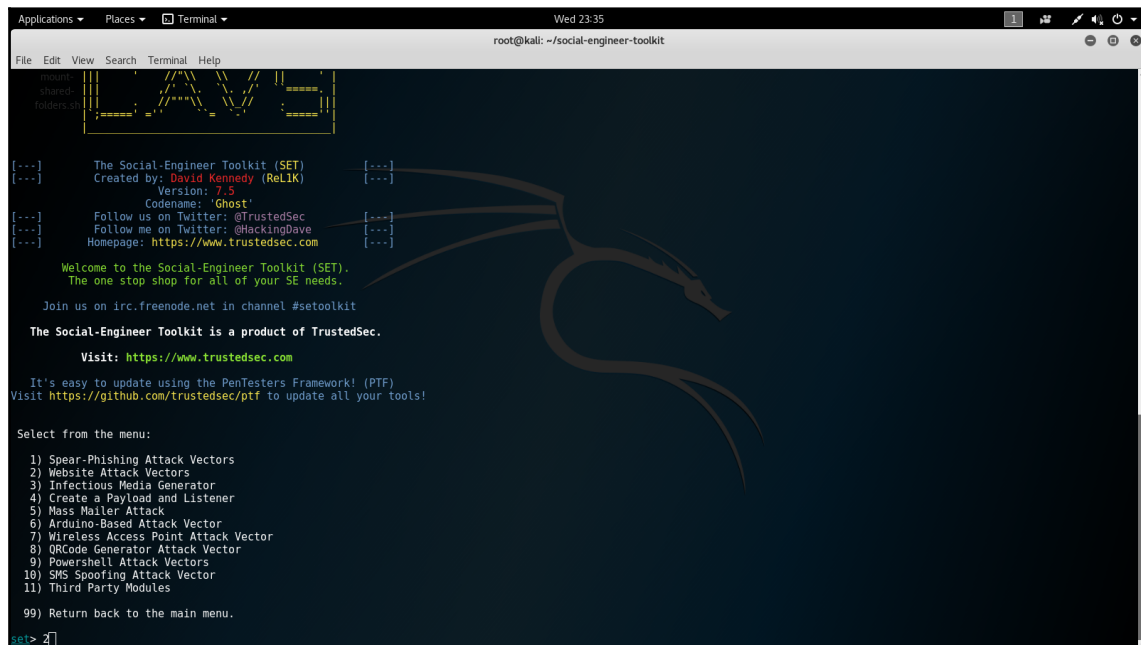 Applications Places Terminal Wed 23:35 1
root@kali: ~/social-engineer-toolkit
File Edit View Search Terminal Help
mount-
shared-
folders.sh
[---] The Social-Engineer Toolkit (SET) [---]
[---] Created by: David Kennedy (ReL1K) [---]
Version: 7.5
Codename: 'Ghost'
[---] Follow us on Twitter: @TrustedSec [---]
[---] Follow me on Twitter: @HackingDave [---]
[---] Homepage: https://www.trustedsec.com [---]
Welcome to the Social-Engineer Toolkit (SET).
The one stop shop for all of your SE needs.
Join us on irc.freenode.net in channel #setoolkit
The Social-Engineer Toolkit is a product of TrustedSec.
Visit: https://www.trustedsec.com
It's easy to update using the PenTesters Framework! (PTF)
Visit https://github.com/trustedsec/ptf to update all your tools!
Select from the menu:
1) Spear-Phishing Attack Vectors
2) Website Attack Vectors
3) Infectious Media Generator
4) Create a Payload and Listener
5) Mass Mailer Attack
6) Arduino-Based Attack Vector
7) Wireless Access Point Attack Vector
8) QRCode Generator Attack Vector
9) Powershell Attack Vectors
10) SMS Spoofing Attack Vector
11) Third Party Modules
99) Return back to the main menu.
set> 2